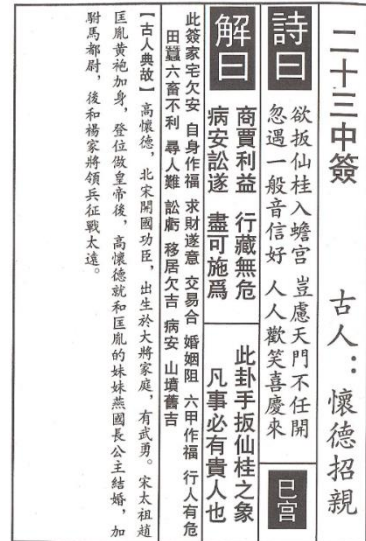 二十三中簽
古人：懷德招親
詩曰
欲扳仙桂入蟾宮 豈慮天門不任開
忽遇一般音信好 人人歡笑喜慶來
巳宮
解曰
商賈利益 行藏無危
病安訟遂 盡可施爲
此卦手扳仙桂之象
凡事必有貴人也
此簽家宅欠安 自身作福 求財遂意 交易合 婚姻阻 六甲作福 行人有危
田蠶六畜不利 尋人難 訟虧 移居欠吉 病安 山墳舊吉
【古人典故】高懷德，北宋開國功臣，出生於大將家庭，有武勇。宋太祖趙
匡胤黃袍加身，登位做皇帝後，高懷德就和匡胤的妹妹燕國長公主結婚，加
駙馬都尉，後和楊家將領兵征戰太遠。